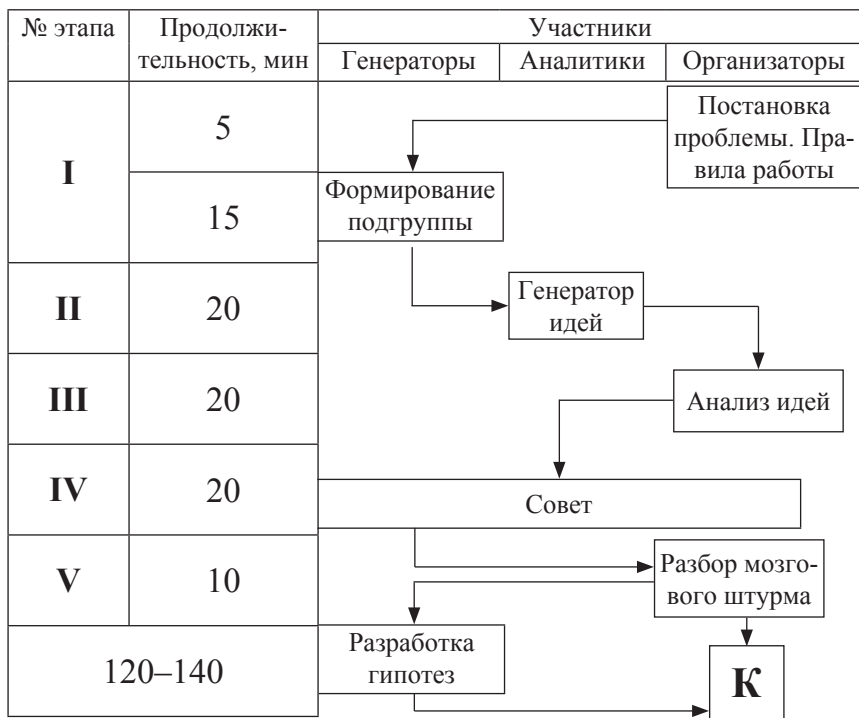 № этапа
Продолжи-
тельность, мин
Участники
Генераторы
Аналитики
Организаторы
I
5
Постановка
проблемы. Пра-
вила работы
15
Формирование
подгруппы
II
20
Генератор
идей
III
20
Анализ идей
IV
20
Совет
V
10
Разбор мозго-
вого штурма
120–140
Разработка
гипотез
К